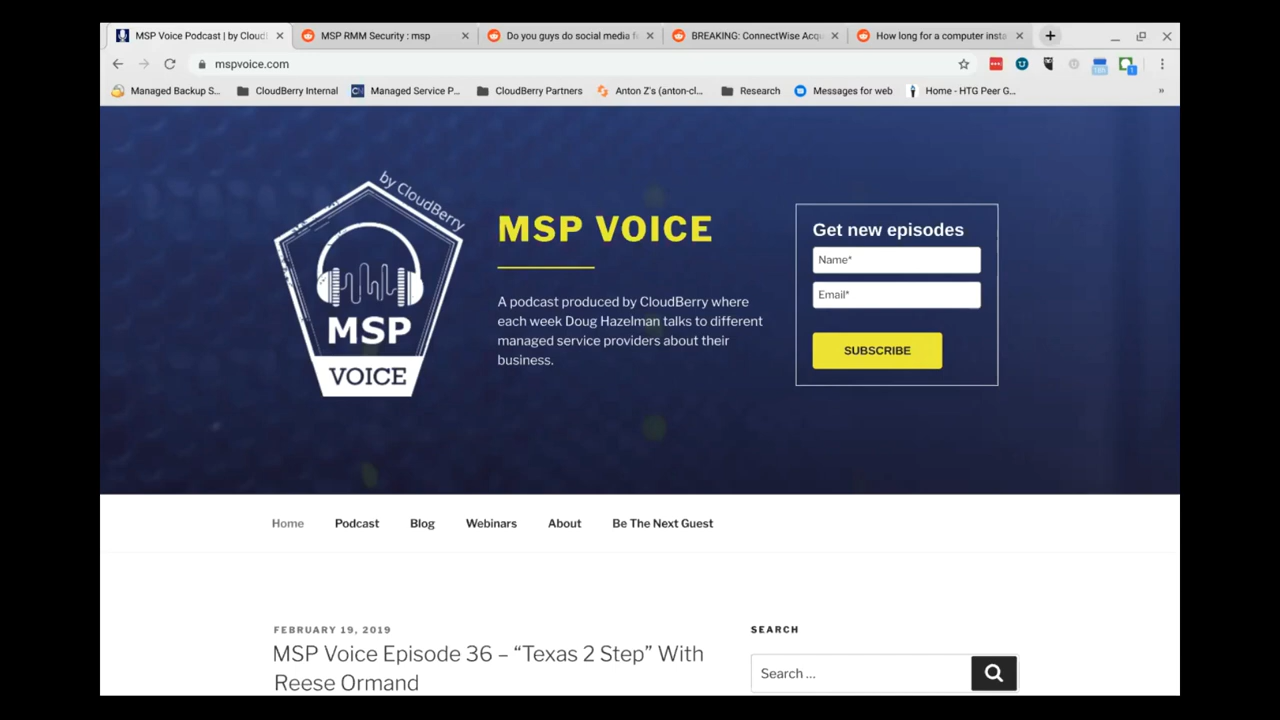 MSP Voice Podcast | by Cloud
MSP RMM Security : msp
Do you guys do social media f
BREAKING: ConnectWise Acqu
How long for a computer insta
mspvoice.com
Managed Backup S...
CloudBerry Internal
Managed Service P...
CloudBerry Partners
Anton Z's (anton-cl...
Research
Messages for web
Home - HTG Peer G...
»
by CloudBerry
MSP
VOICE
MSP VOICE
A podcast produced by CloudBerry where
each week Doug Hazelman talks to different
managed service providers about their
business.
Get new episodes
Name*
Email*
SUBSCRIBE
Home
Podcast
Blog
Webinars
About
Be The Next Guest
FEBRUARY 19, 2019
MSP Voice Episode 36 – “Texas 2 Step” With
Reese Ormand
SEARCH
Search ...